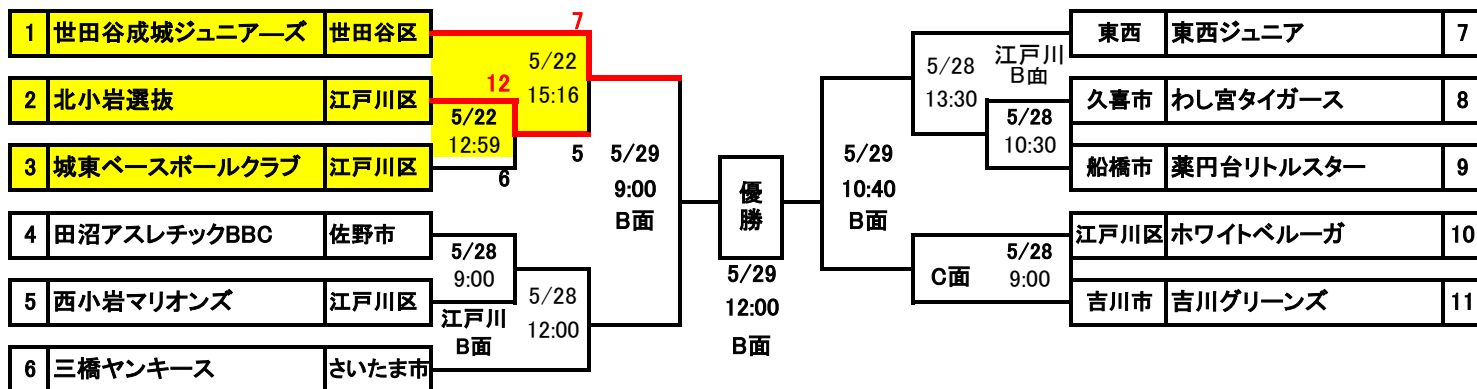 1 世田谷成城ジュニア―ズ 世田谷区
7
5/22
15:16
2 北小岩選抜 江戸川区
12
5/22
12:59
3 城東ベースボールクラブ 江戸川区
6
5
5/29
9:00
B面
4 田沼アスレチックBBC 佐野市
5/28
9:00
5 西小岩マリオンズ 江戸川区
江戸川
B面
5/28
12:00
6 三橋ヤンキース さいたま市
優
勝
5/29
12:00
B面
東西 東西ジュニア 7
5/28
13:30
江戸川
B面
久喜市 わし宮タイガース 8
5/28
10:30
船橋市 薬円台リトルスター 9
5/29
10:40
B面
江戸川区 ホワイトベルーガ 10
C面
5/28
9:00
吉川市 吉川グリーンズ 11